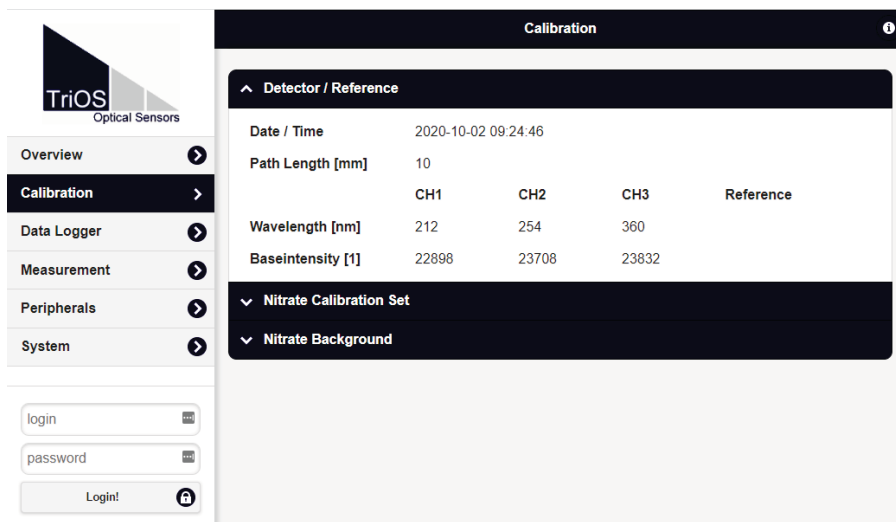 TriOS
Optical Sensors
Overview
Calibration
Data Logger
Measurement
Peripherals
System
login
password
Login!
Calibration
Detector / Reference
Date / Time 2020-10-02 09:24:46
Path Length [mm] 10
CH1 CH2 CH3 Reference
Wavelength [nm] 212 254 360
Baseintensity [1] 22898 23708 23832
Nitrate Calibration Set
Nitrate Background